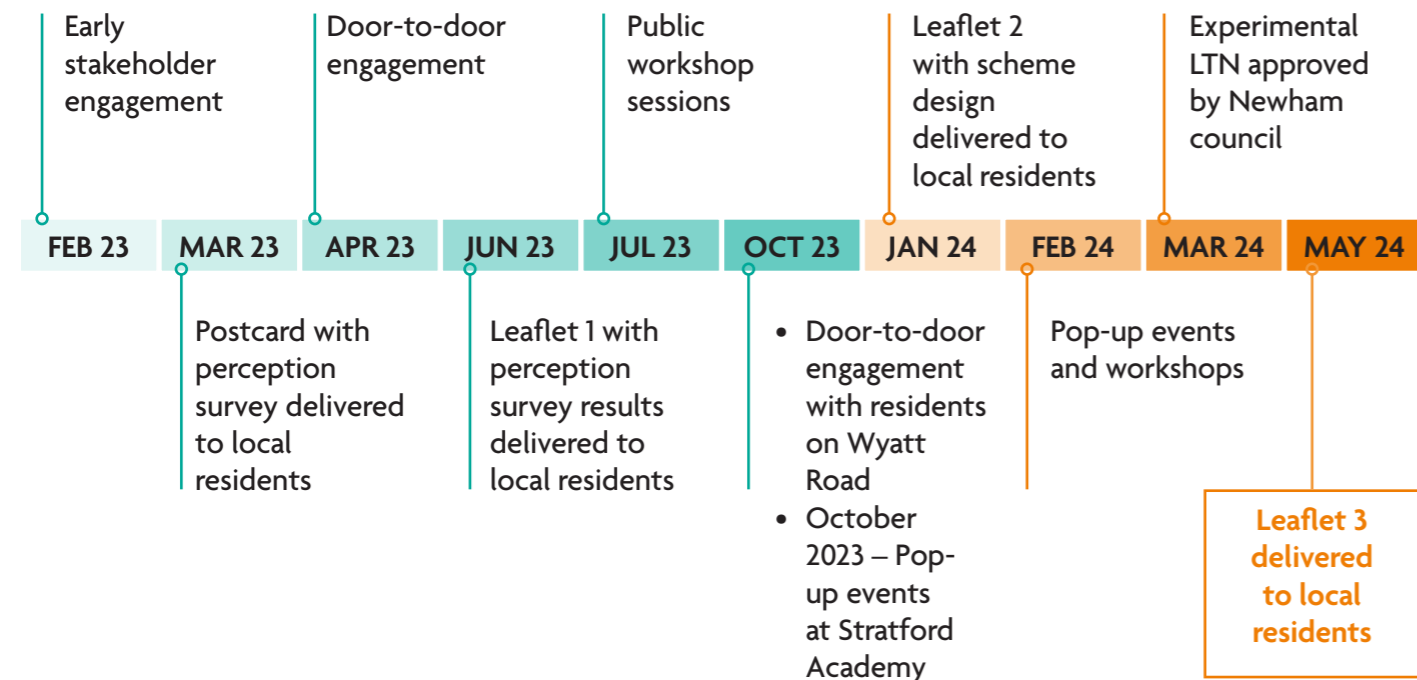 Early
stakeholder
engagement
Door-to-door
engagement
Public
workshop
sessions
Leaflet 2
with scheme
design
delivered to
local residents
Experimental
LTN approved
by Newham
council
FEB 23
MAR 23
APR 23
JUN 23
JUL 23
OCT 23
JAN 24
FEB 24
MAR 24
MAY 24
Postcard with
perception
survey delivered
to local
residents
Leaflet 1 with
perception
survey results
delivered to
local residents
• Door-to-door
engagement
with residents
on Wyatt
Road
• October
2023 – Pop-
up events
at Stratford
Academy
Pop-up events
and workshops
Leaflet 3
delivered
to local
residents